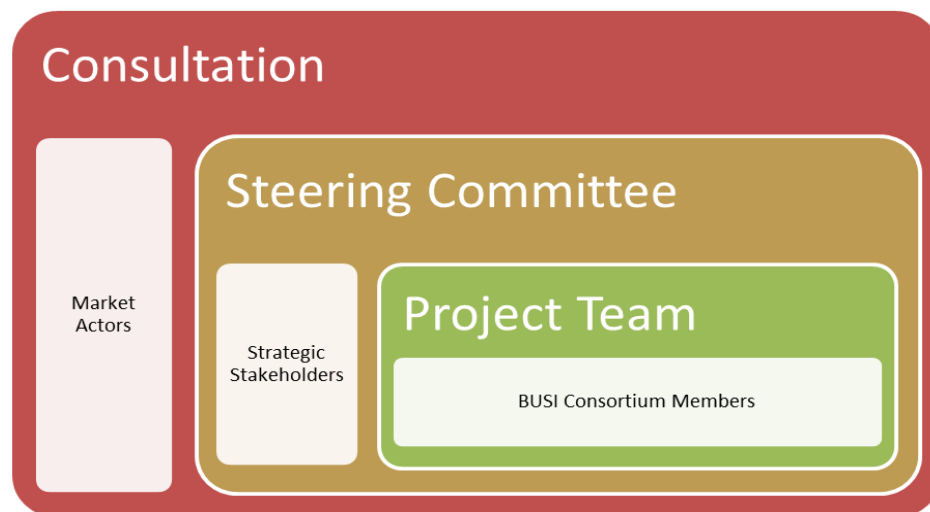 Consultation
Steering Committee
Project Team
Market
Actors
Strategic
Stakeholders
BUSI Consortium Members